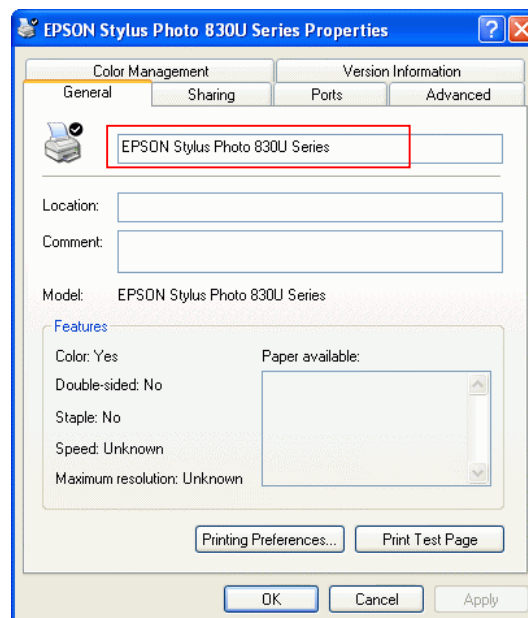 EPSON Stylus Photo 830U Series Properties
Color Management Version Information
General Sharing Ports Advanced
EPSON Stylus Photo 830U Series
Location:
Comment:
Model: EPSON Stylus Photo 830U Series
Features
Color: Yes Paper available:
Double-sided: No
Staple: No
Speed: Unknown
Maximum resolution: Unknown
Printing Preferences... Print Test Page
OK Cancel Apply